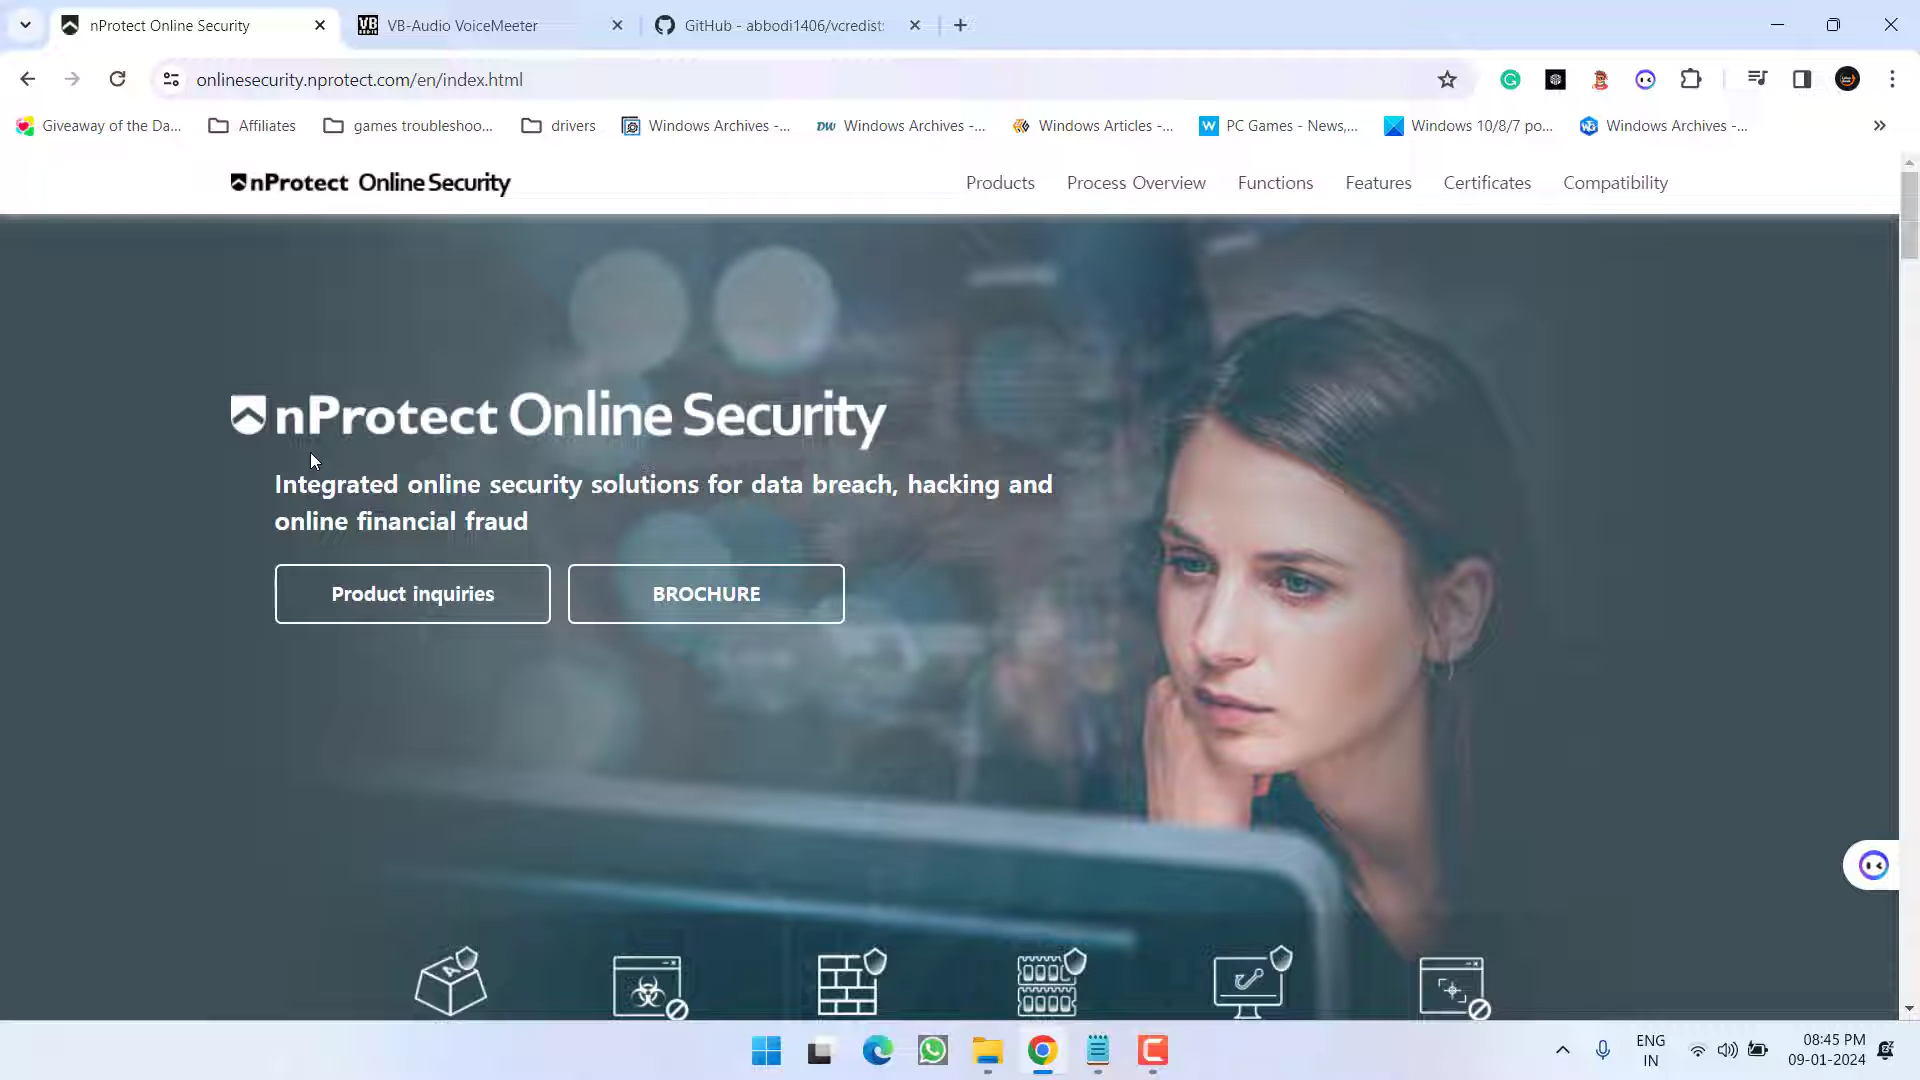 nProtect Online Security
VB-Audio VoiceMeeter
GitHub - abbodi1406/vcredist:
onlinesecurity.nprotect.com/en/index.html
Giveaway of the Da...
Affiliates
games troubleshoo...
drivers
Windows Archives -...
DW Windows Archives -...
Windows Articles -...
W PC Games - News,...
Windows 10/8/7 po...
Windows Archives -...
nProtect Online Security
Products
Process Overview
Functions
Features
Certificates
Compatibility
nProtect Online Security
Integrated online security solutions for data breach, hacking and
online financial fraud
Product inquiries
BROCHURE
ENG
IN
08:45 PM
09-01-2024